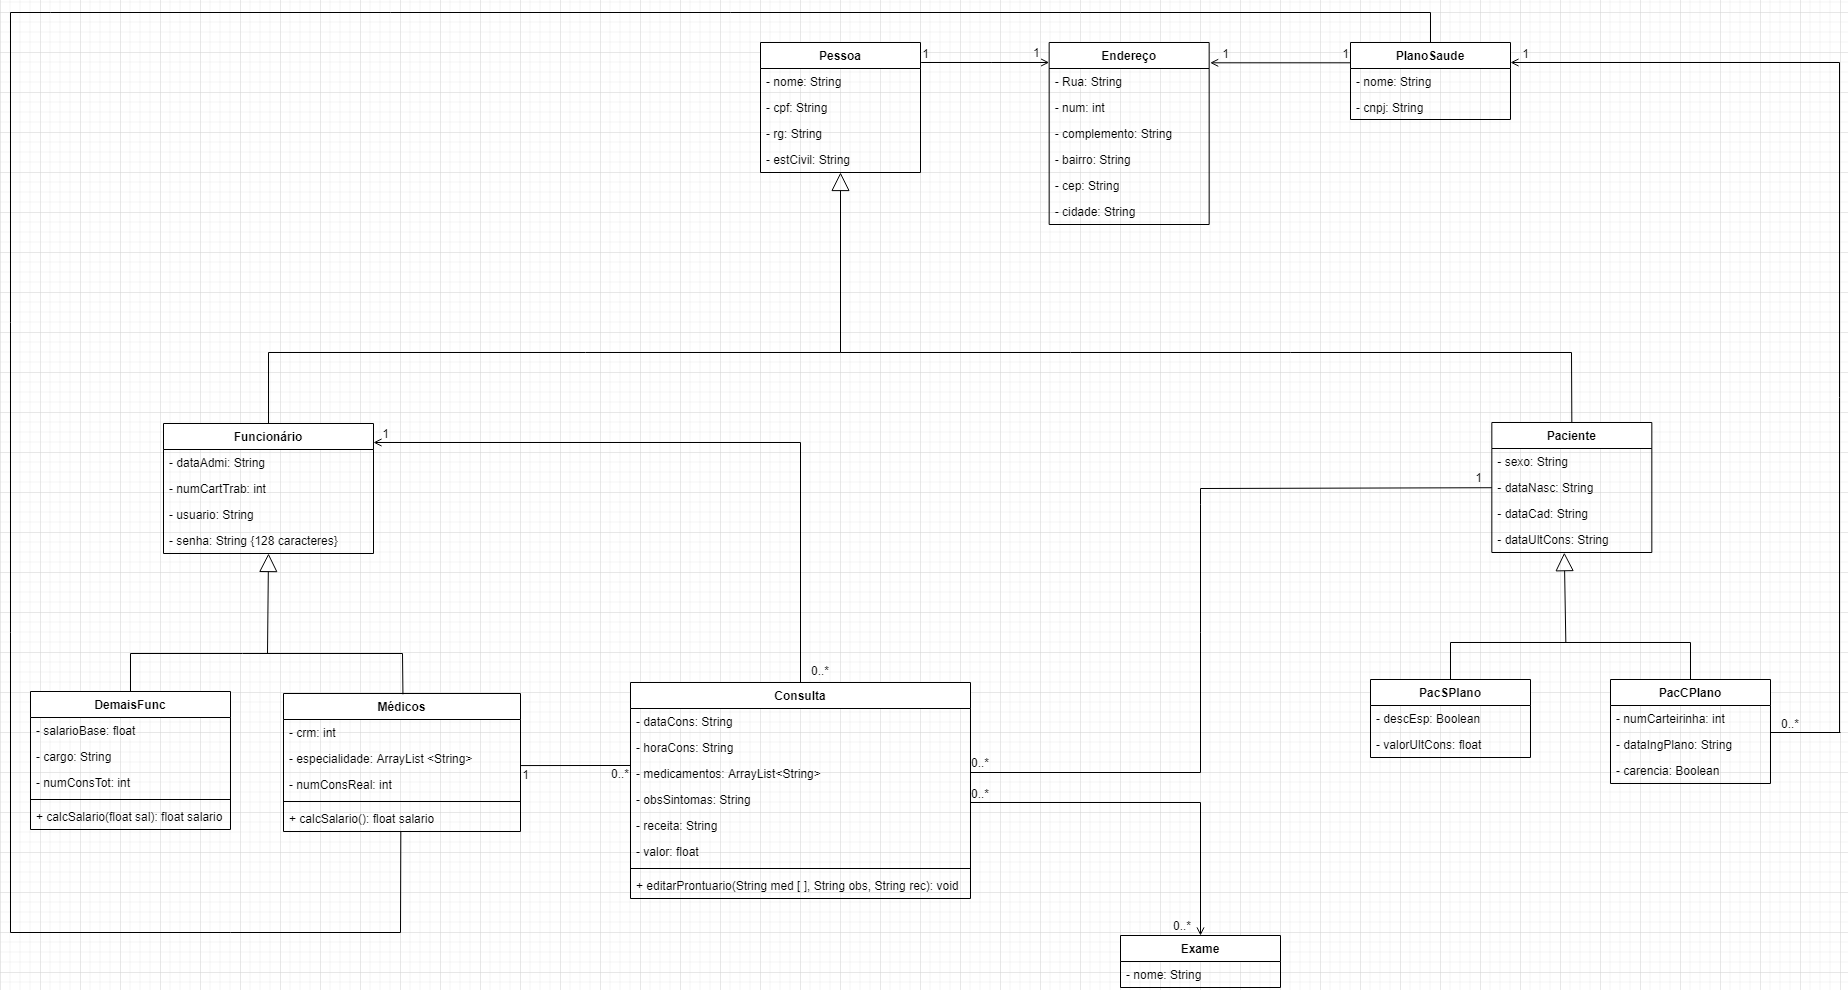 Pessoa
- nome: String
- cpf: String
- rg: String
- estCivil: String
1
1
Endereço
- Rua: String
- num: int
- complemento: String
- bairro: String
- cep: String
- cidade: String
1
1
PlanoSaude
- nome: String
- cnpj: String
1
Funcionário
- dataAdmi: String
- numCartTrab: int
- usuario: String
- senha: String {128 caracteres}
1
Paciente
- sexo: String
- dataNasc: String
- dataCad: String
- dataUltCons: String
1
DemaisFunc
- salarioBase: float
- cargo: String
- numConsTot: int
+ calcSalario(float sal): float salario
Médicos
- crm: int
- especialidade: ArrayList <String>
- numConsReal: int
+ calcSalario(): float salario
1
0..*
0..*
Consulta
- dataCons: String
- horaCons: String
- medicamentos: ArrayList<String>
- obsSintomas: String
- receita: String
- valor: float
+ editarProntuario(String med [ ], String obs, String rec): void
0..*
0..*
PacSPlano
- descEsp: Boolean
- valorUltCons: float
PacCPlano
- numCarteirinha: int
- dataIngPlano: String
- carencia: Boolean
0..*
0..*
Exame
- nome: String